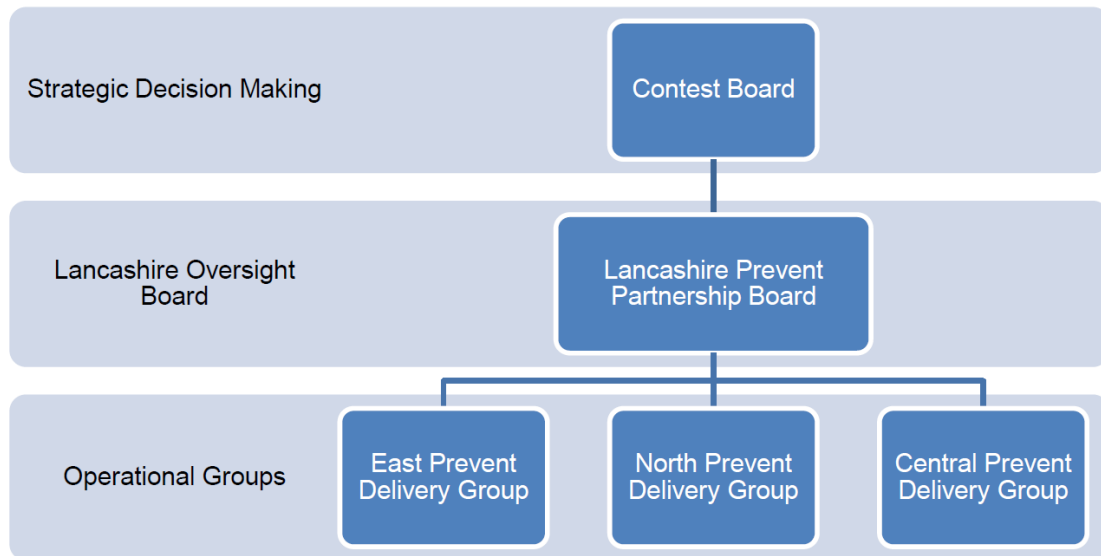 Strategic Decision Making
Contest Board
Lancashire Oversight
Board
Lancashire Prevent
Partnership Board
Operational Groups
East Prevent
Delivery Group
North Prevent
Delivery Group
Central Prevent
Delivery Group